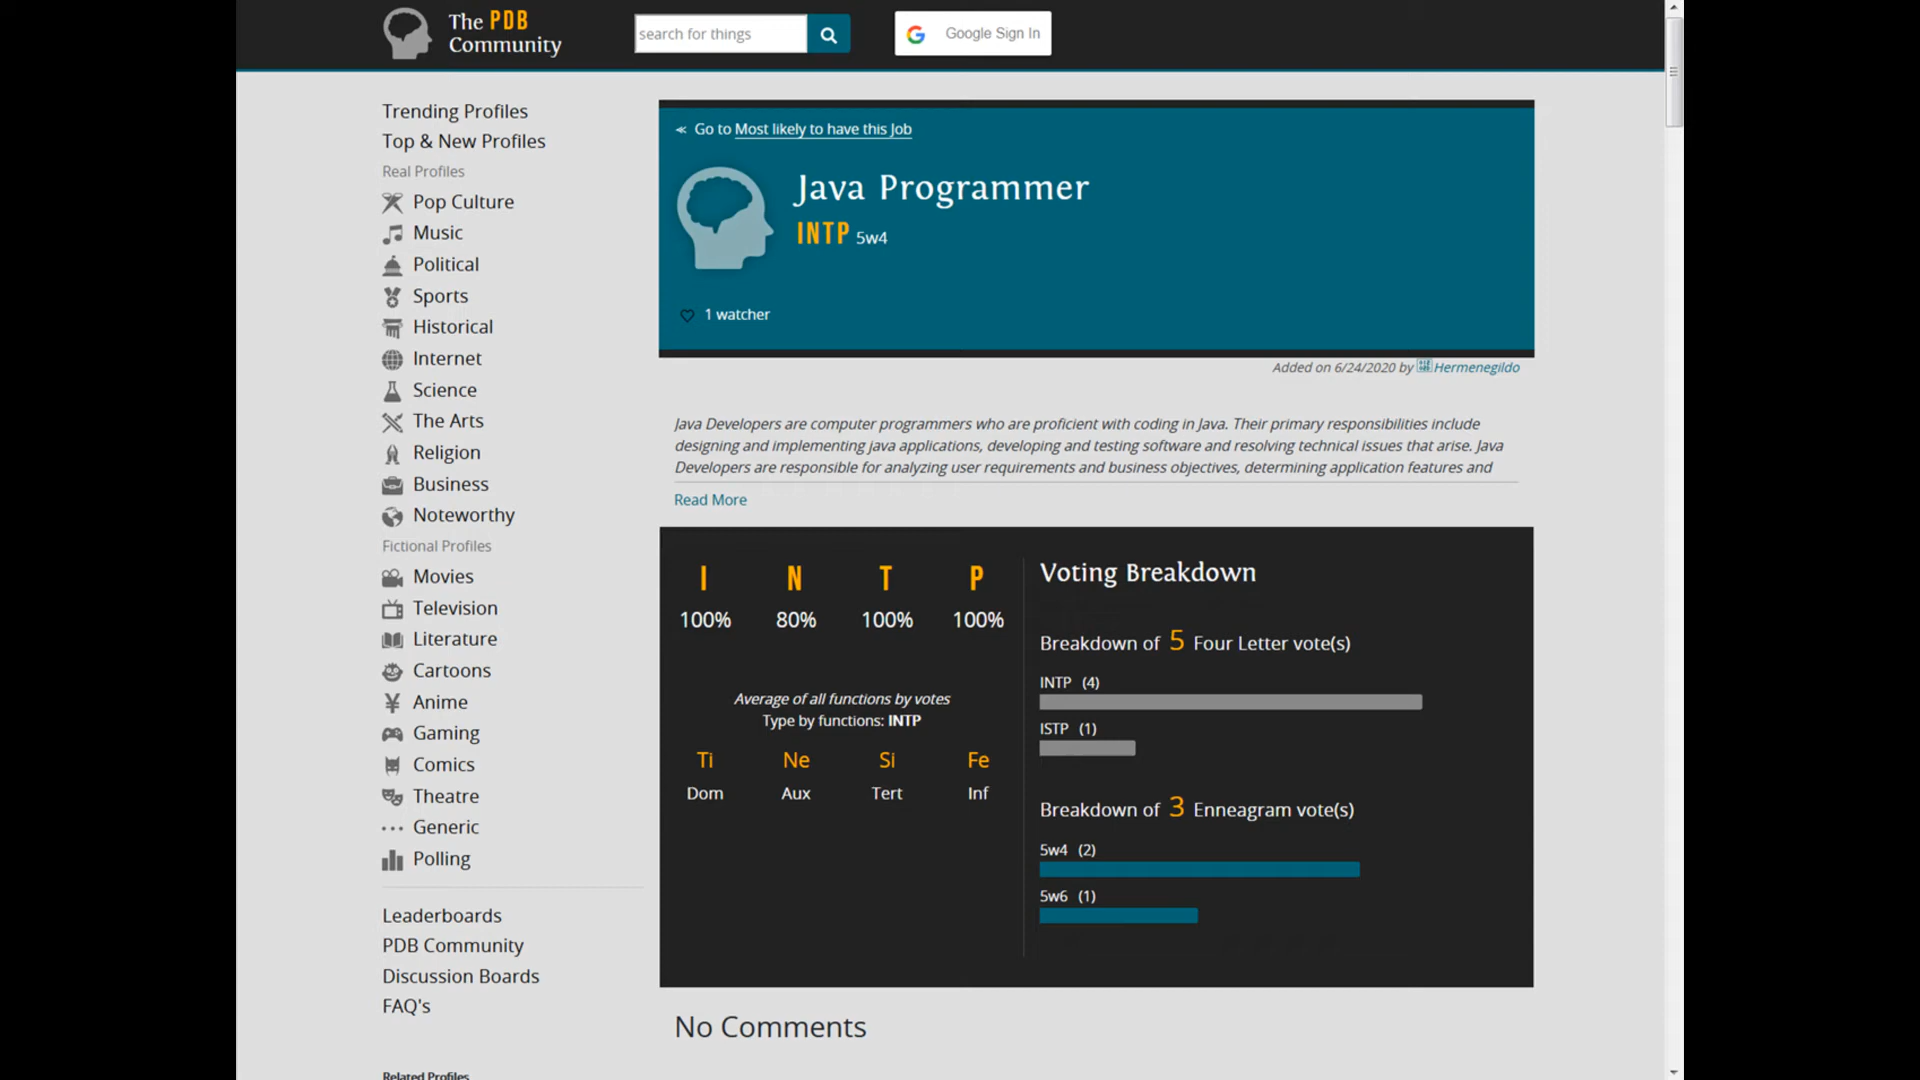 The PDB
Community
search for things
Google Sign In
Trending Profiles
Top & New Profiles
Real Profiles
Pop Culture
Music
Political
Sports
Historical
Internet
Science
The Arts
Religion
Business
Noteworthy
Fictional Profiles
Movies
Television
Literature
Cartoons
Anime
Gaming
Comics
Theatre
Generic
Polling
Leaderboards
PDB Community
Discussion Boards
FAQ's
Related Profiles
≪ Go to Most likely to have this Job
Java Programmer
INTP 5w4
1 watcher
Added on 6/24/2020 by Hermenegildo
Java Developers are computer programmers who are proficient with coding in Java. Their primary responsibilities include
designing and implementing java applications, developing and testing software and resolving technical issues that arise. Java
Developers are responsible for analyzing user requirements and business objectives, determining application features and
Read More
I N T P
100% 80% 100% 100%
Average of all functions by votes
Type by functions: INTP
Ti Ne Si Fe
Dom Aux Tert Inf
Voting Breakdown
Breakdown of 5 Four Letter vote(s)
INTP (4)
ISTP (1)
Breakdown of 3 Enneagram vote(s)
5w4 (2)
5w6 (1)
No Comments